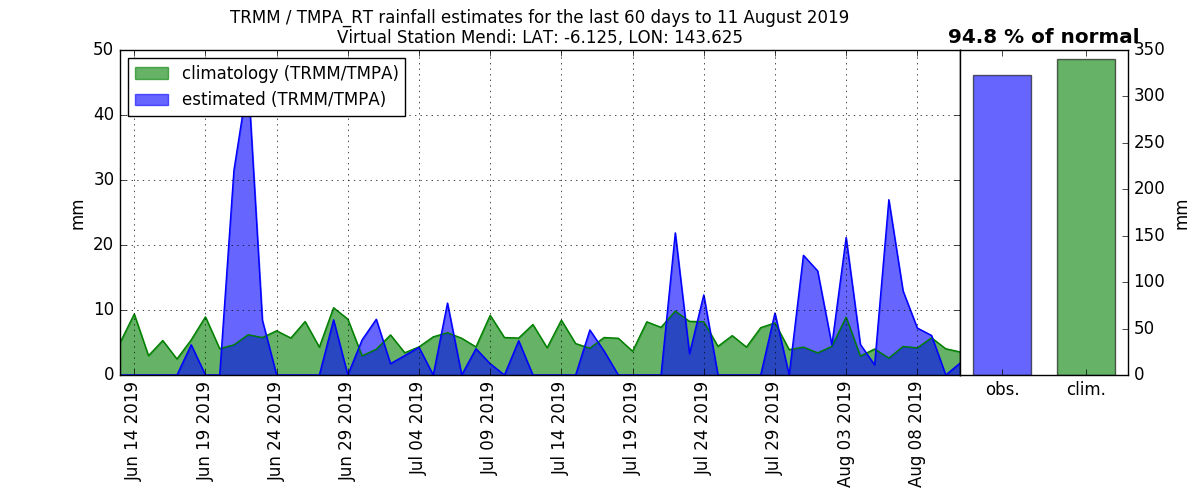 TRMM / TMPA_RT rainfall estimates for the last 60 days to 11 August 2019
Virtual Station Mendi: LAT: -6.125, LON: 143.625
94.8 % of normal
climatology (TRMM/TMPA)
estimated (TRMM/TMPA)
50
40
30
20
10
0
mm
Jun 14 2019
Jun 19 2019
Jun 24 2019
Jun 29 2019
Jul 04 2019
Jul 09 2019
Jul 14 2019
Jul 19 2019
Jul 24 2019
Jul 29 2019
Aug 03 2019
Aug 08 2019
obs.
clim.
350
300
250
200
150
100
50
0
mm